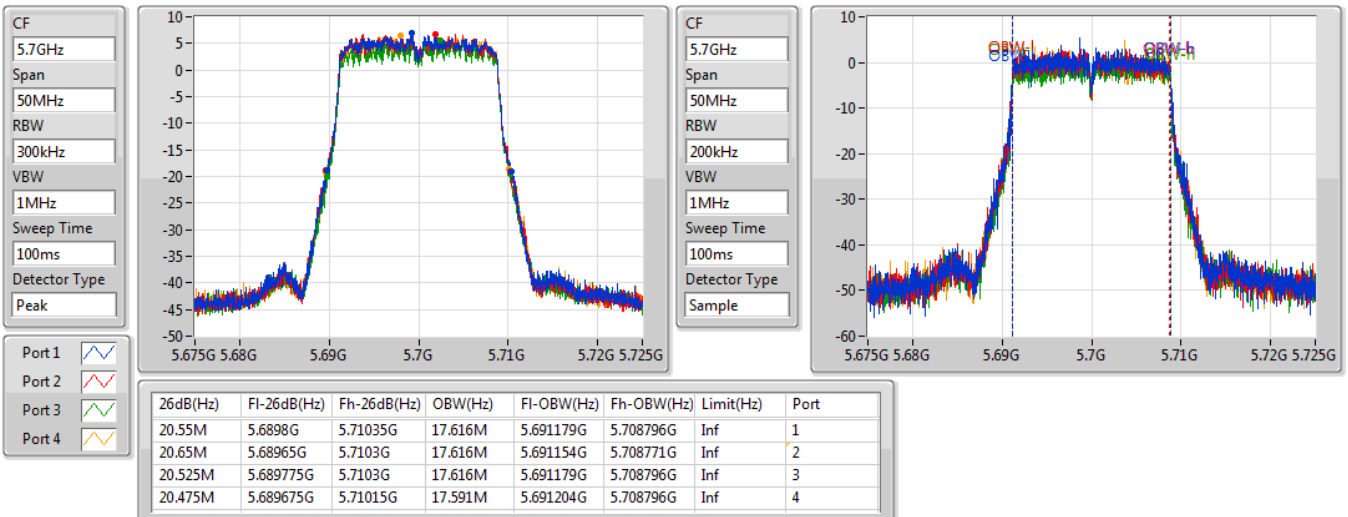 CF
5.7GHz
Span
50MHz
RBW
300kHz
VBW
1MHz
Sweep Time
100ms
Detector Type
Peak
10
5
0
-5
-10
-15
-20
-25
-30
-35
-40
-45
-50
5.675G 5.68G 5.69G 5.7G 5.71G 5.72G 5.725G
CF
5.7GHz
Span
50MHz
RBW
200kHz
VBW
1MHz
Sweep Time
100ms
Detector Type
Sample
10
0
-10
-20
-30
-40
-50
-60
OBW-h
5.675G 5.68G 5.69G 5.7G 5.71G 5.72G 5.725G
Port 1
Port 2
Port 3
Port 4
26dB(Hz) Fl-26dB(Hz) Fh-26dB(Hz) OBW(Hz) Fl-OBW(Hz) Fh-OBW(Hz) Limit(Hz) Port
20.55M 5.6898G 5.71035G 17.616M 5.691179G 5.708796G Inf 1
20.65M 5.68965G 5.7103G 17.616M 5.691154G 5.708771G Inf 2
20.525M 5.689775G 5.7103G 17.616M 5.691179G 5.708796G Inf 3
20.475M 5.689675G 5.71015G 17.591M 5.691204G 5.708796G Inf 4